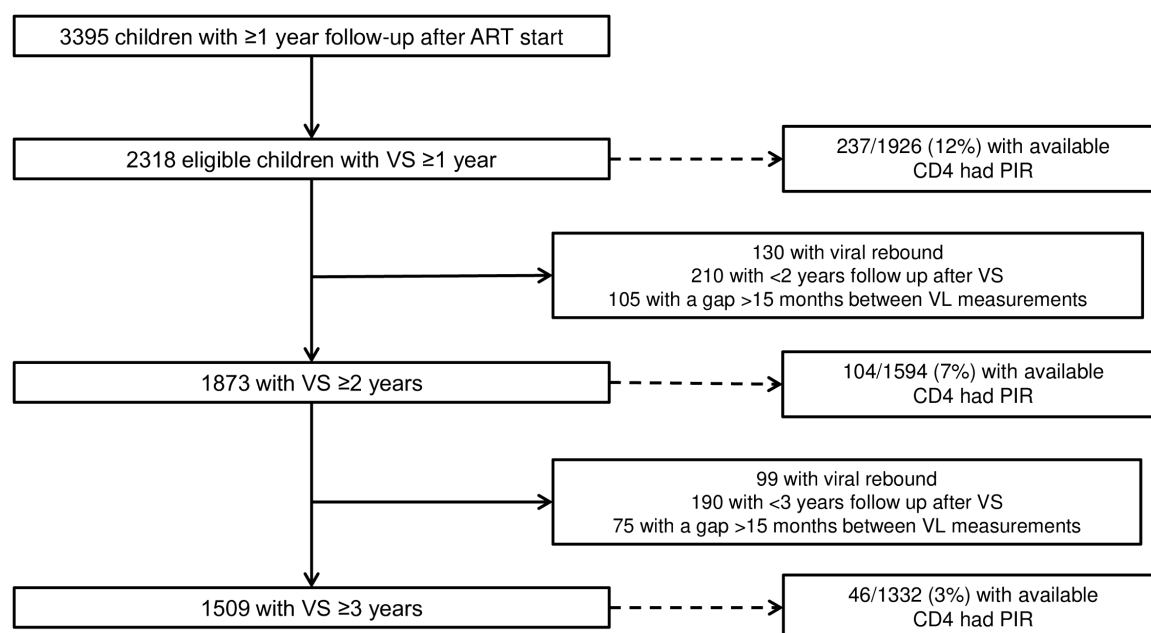 3395 children with ≥1 year follow-up after ART start
2318 eligible children with VS ≥1 year
237/1926 (12%) with available
CD4 had PIR
130 with viral rebound
210 with <2 years follow up after VS
105 with a gap >15 months between VL measurements
1873 with VS ≥2 years
104/1594 (7%) with available
CD4 had PIR
99 with viral rebound
190 with <3 years follow up after VS
75 with a gap >15 months between VL measurements
1509 with VS ≥3 years
46/1332 (3%) with available
CD4 had PIR